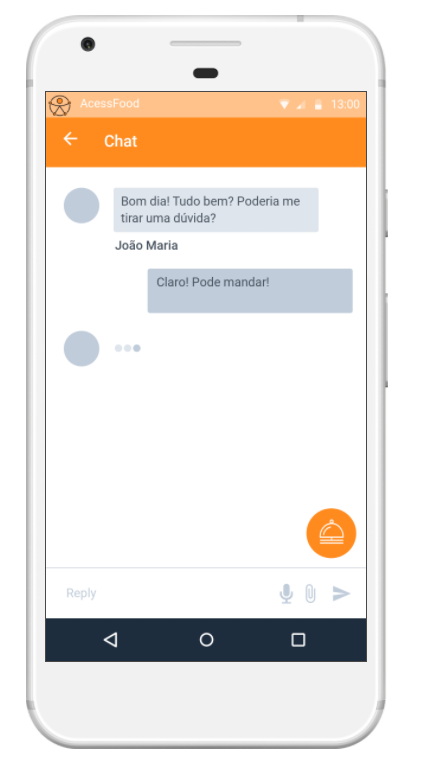 AcessFood 13:00
Chat
Bom dia! Tudo bem? Poderia me
tirar uma dúvida?
João Maria
Claro! Pode mandar!
Reply